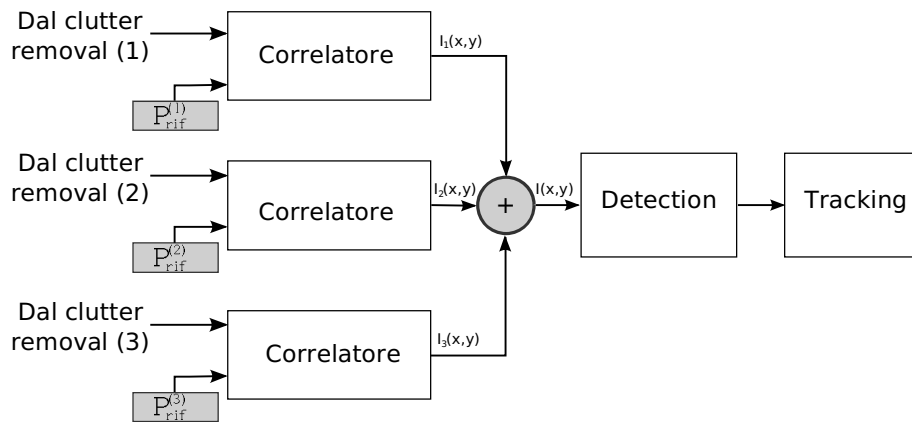 Dal clutter
removal (1)
Correlatore
I₁(x,y)
P⁽¹⁾rif
Dal clutter
removal (2)
Correlatore
I₂(x,y)
+
I(x,y)
Detection
Tracking
P⁽²⁾rif
Dal clutter
removal (3)
Correlatore
I₃(x,y)
P⁽³⁾rif